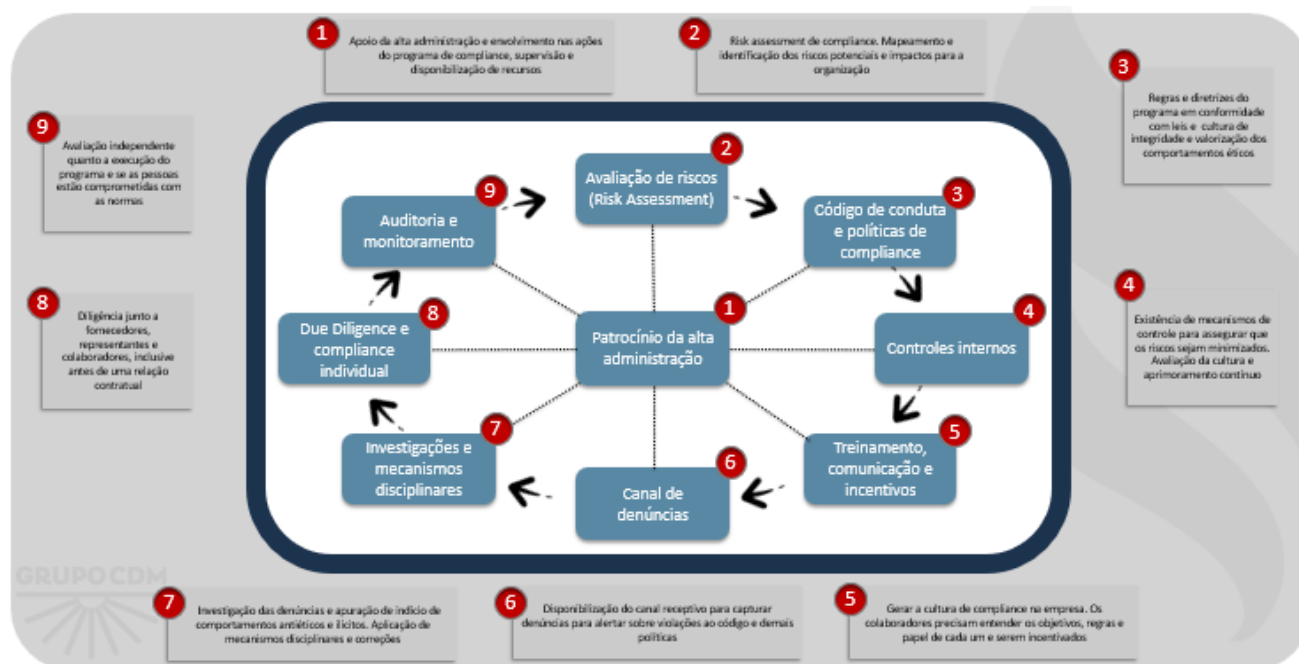 1
Apoio da alta administração e envolvimento nas ações
do programa de compliance, supervisão e
disponibilização de recursos
2
Risk assessment de compliance. Mapeamento e
identificação dos riscos potenciais e impactos para a
organização
3
Regras e diretrizes do
programa em conformidade
com leis e cultura de
integridade e valorização dos
comportamentos éticos
9
Avaliação independente
quanto a execução do
programa e se as pessoas
estão comprometidas com
as normas
2
Avaliação de riscos
(Risk Assessment)
9
Auditoria e
monitoramento
3
Código de conduta
e políticas de
compliance
8
Diligência junto a
fornecedores,
representantes e
colaboradores, inclusive
antes de uma relação
contratual
8
Due Diligence e
compliance
individual
1
Patrocínio da alta
administração
4
Controles internos
4
Existência de mecanismos de
controle para assegurar que
os riscos sejam minimizados.
Avaliação da cultura e
aprimoramento contínuo
7
Investigações e
mecanismos
disciplinares
6
Canal de
denúncias
5
Treinamento,
comunicação e
incentivos
GRUPO CDM
7
Investigação das denúncias e apuração de indício de
comportamentos antiéticos e ilícitos. Aplicação de
mecanismos disciplinares e correções
6
Disponibilização do canal receptivo para capturar
denúncias para alertar sobre violações ao código e demais
políticas
5
Gerar a cultura de compliance na empresa. Os
colaboradores precisam entender os objetivos, regras e
papel de cada um e serem incentivados